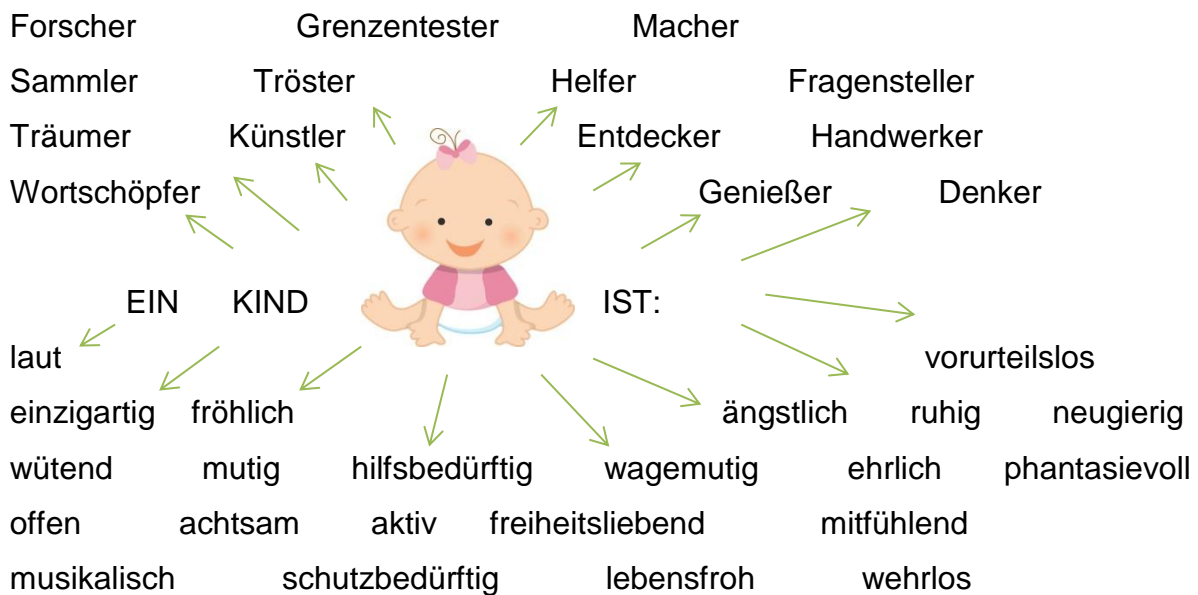 Forscher Grenzentester Macher
Sammler Tröster Helfer Fragensteller
Träumer Künstler Entdecker Handwerker
Wortschöpfer Genießer Denker
EIN KIND IST:
laut vorurteilslos
einzigartig fröhlich ängstlich ruhig neugierig
wütend mutig hilfsbedürftig wagemutig ehrlich phantasievoll
offen achtsam aktiv freiheitsliebend mitfühlend
musikalisch schutzbedürftig lebensfroh wehrlos